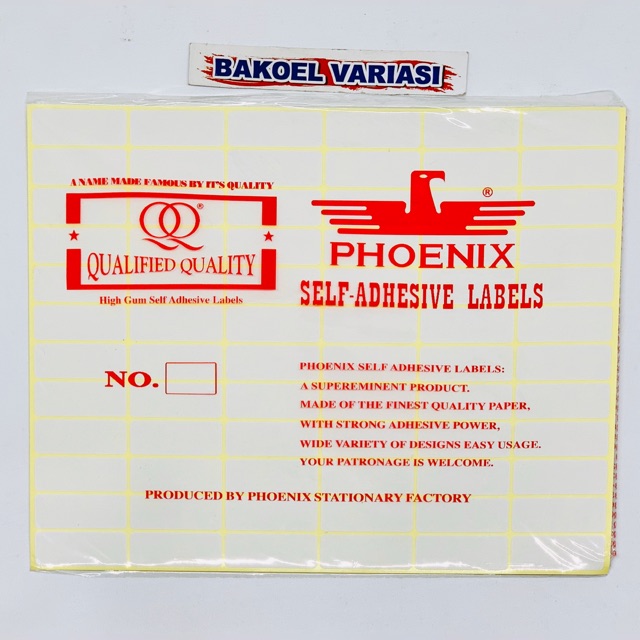 BAKOEL VARIASI
A NAME MADE FAMOUS BY IT'S QUALITY
QQ®
QUALIFIED QUALITY
High Gum Self Adhesive Labels
®
PHOENIX
SELF-ADHESIVE LABELS
NO.
PHOENIX SELF ADHESIVE LABELS:
A SUPEREMINENT PRODUCT.
MADE OF THE FINEST QUALITY PAPER,
WITH STRONG ADHESIVE POWER,
WIDE VARIETY OF DESIGNS EASY USAGE.
YOUR PATRONAGE IS WELCOME.
PRODUCED BY PHOENIX STATIONARY FACTORY